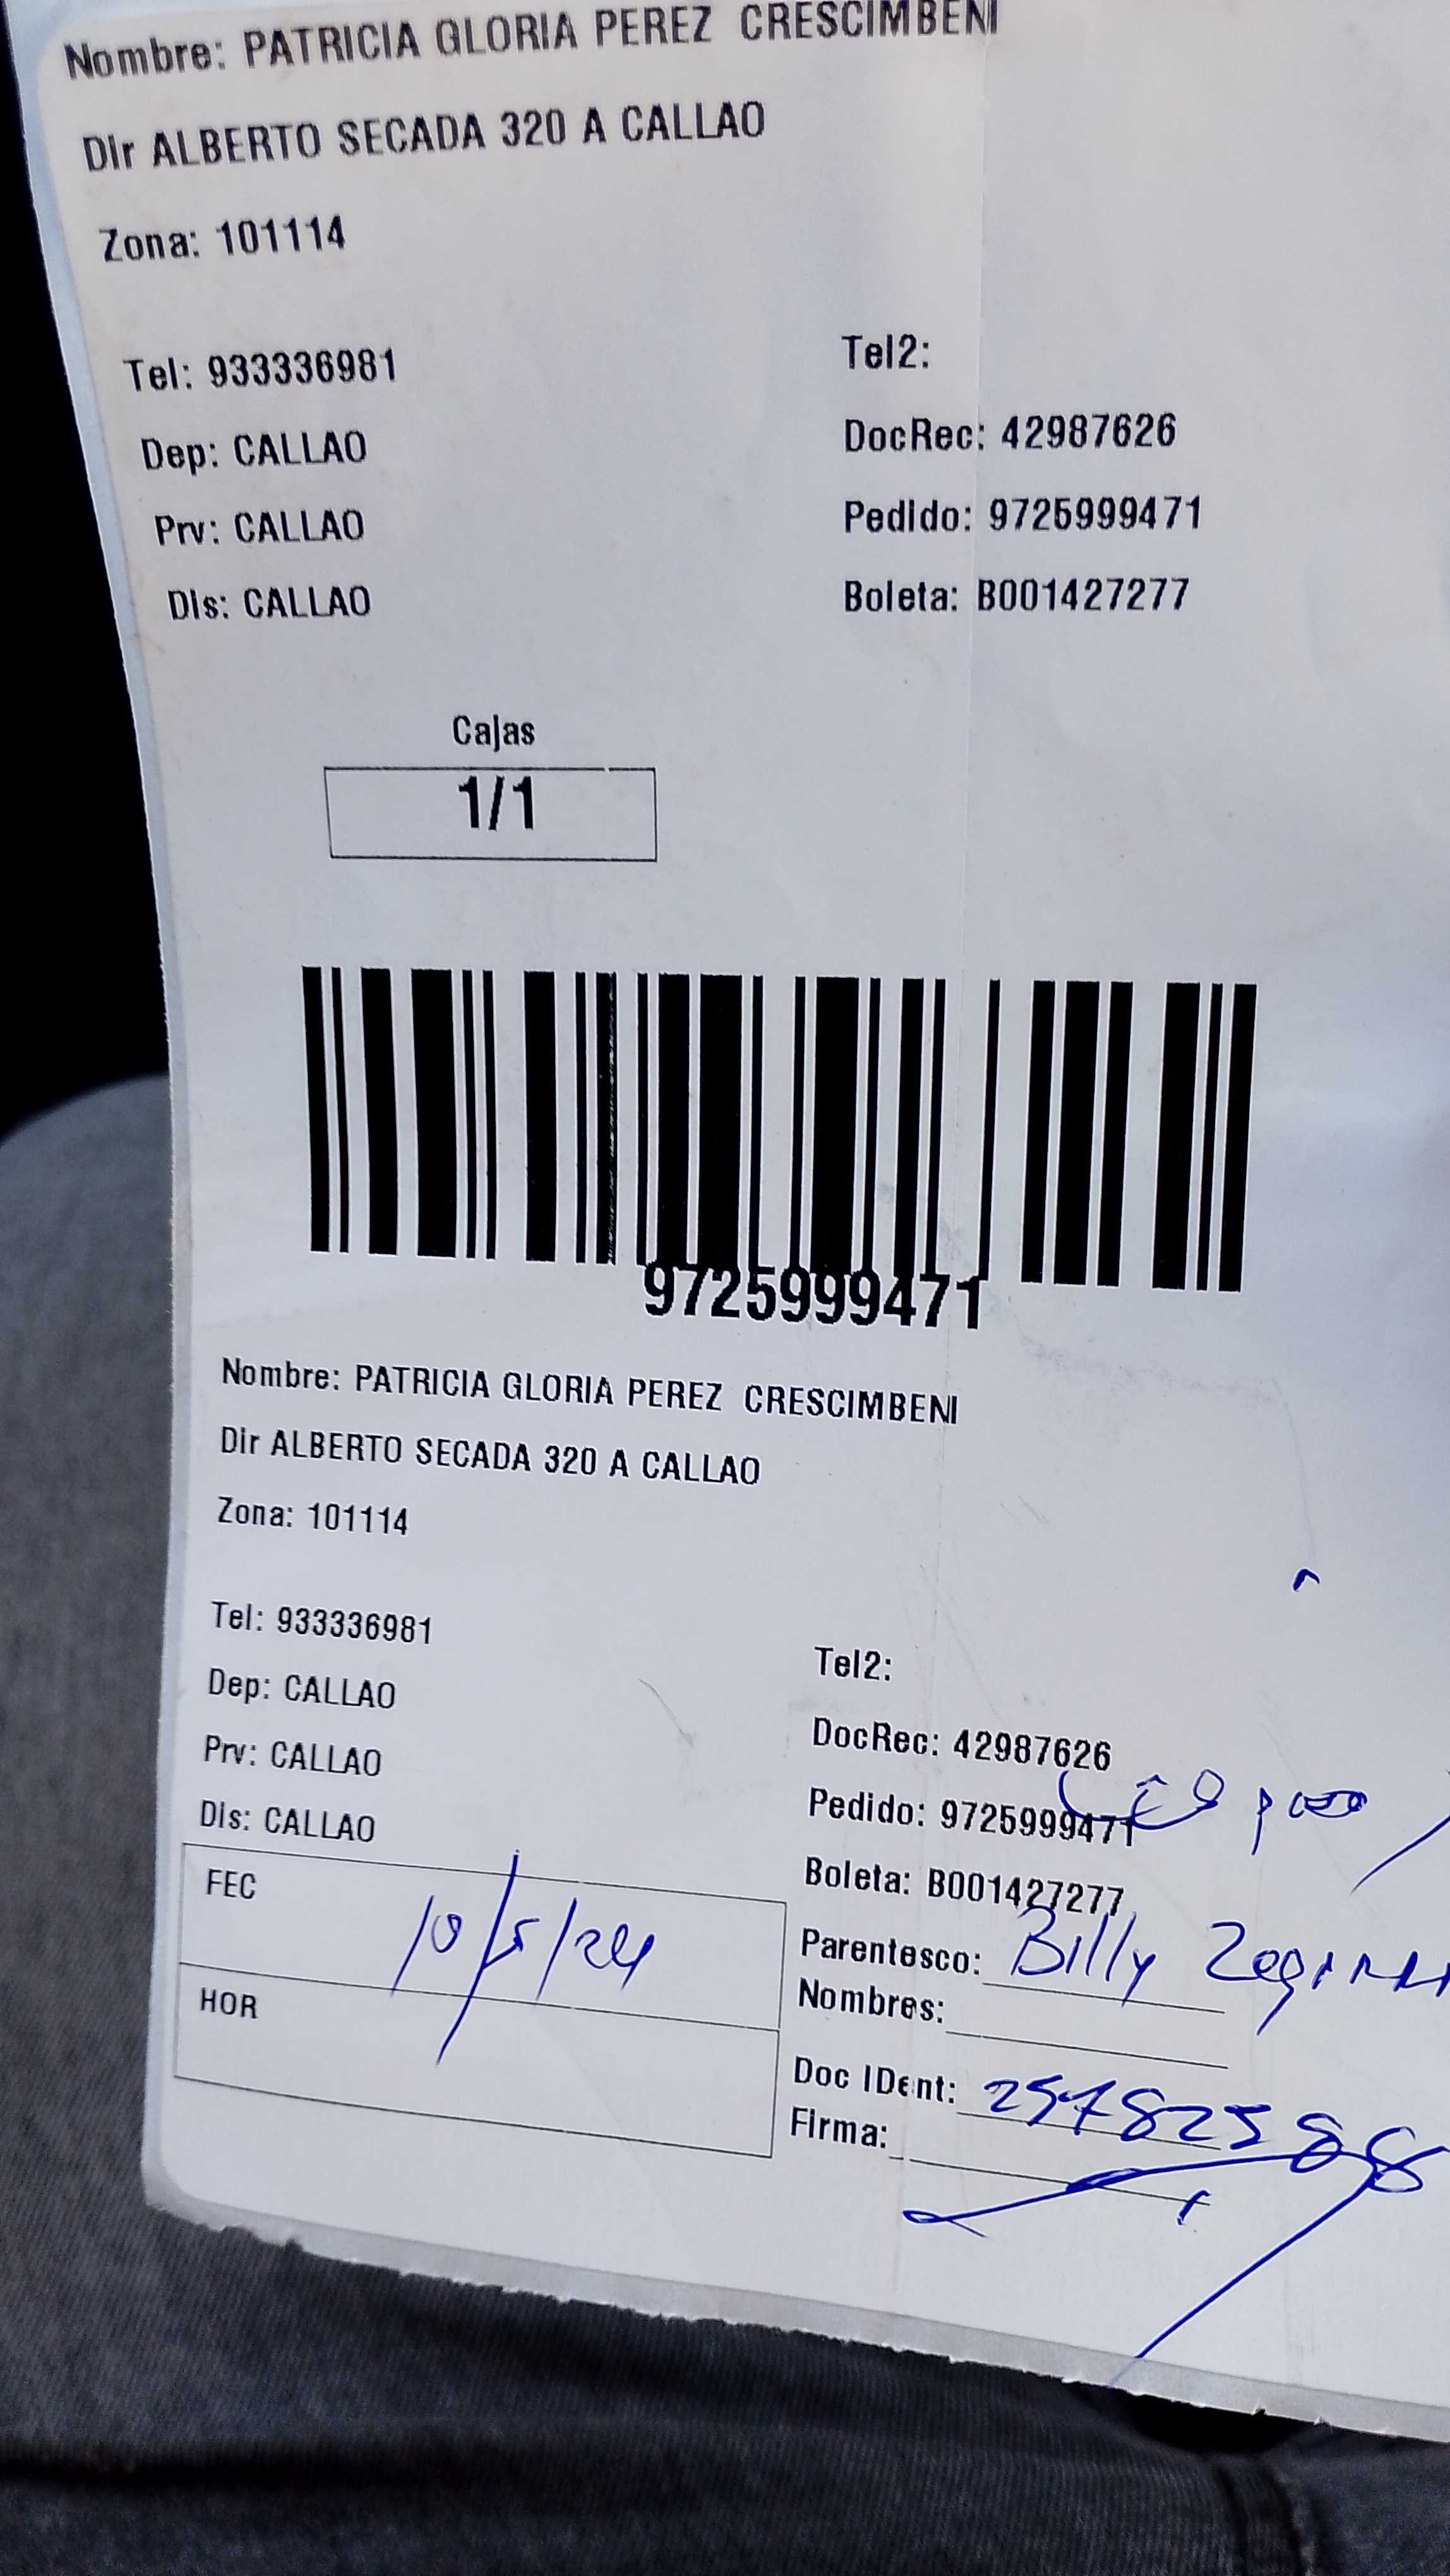 Nombre: PATRICIA GLORIA PEREZ CRESCIMBENI
Dir ALBERTO SECADA 320 A CALLAO
Zona: 101114
Tel: 933336981
Tel2:
Dep: CALLAO
DocRec: 42987626
Prv: CALLAO
Pedido: 9725999471
Dis: CALLAO
Boleta: B001427277
Cajas
1/1
9725999471
Nombre: PATRICIA GLORIA PEREZ CRESCIMBENI
Dir ALBERTO SECADA 320 A CALLAO
Zona: 101114
Tel: 933336981
Tel2:
Dep: CALLAO
DocRec: 42987626
Prv: CALLAO
Pedido: 9725999471
Dis: CALLAO
Boleta: B001427277
FEC 10/5/24
Parentesco: Billy
HOR
Nombres:
Doc IDent: 25782588
Firma: